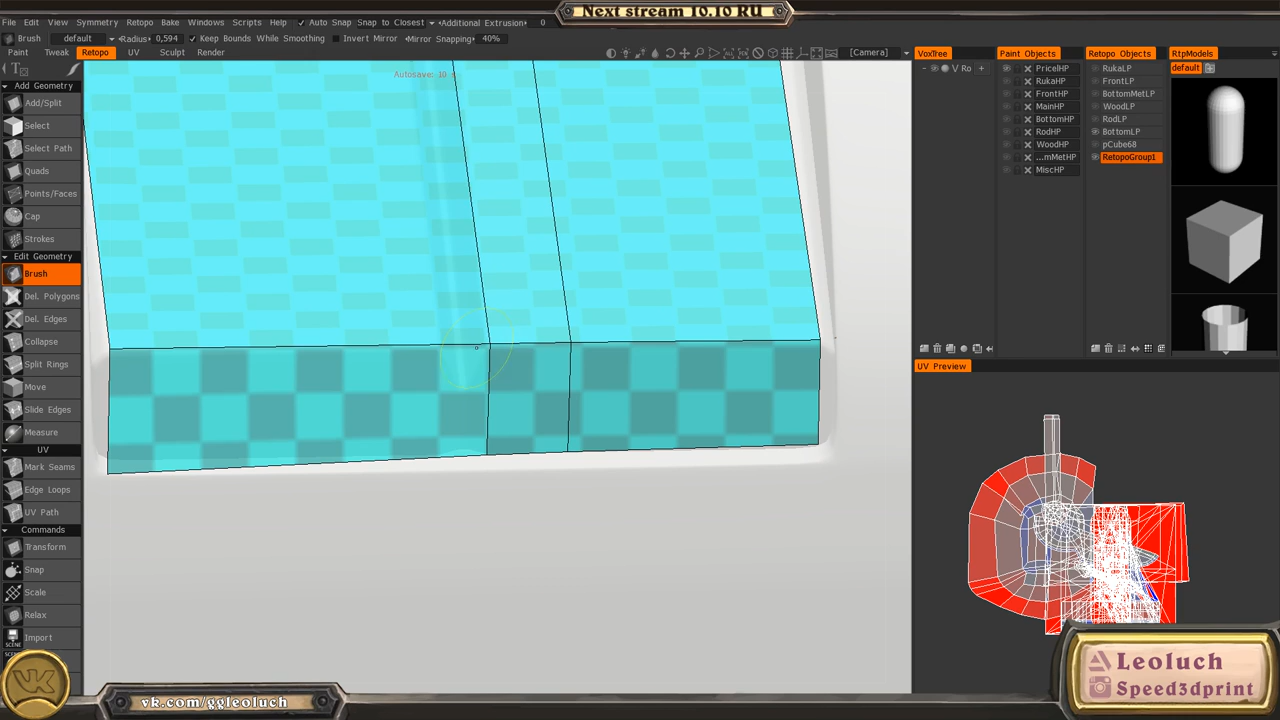 Next stream 10.10 RU
File Edit View Symmetry Retopo Bake Windows Scripts Help Auto Snap Snap to Closest Additional Extrusion 0
Brush default Radius 0,594 Keep Bounds While Smoothing Invert Mirror Mirror Snapping 40%
Paint Tweak Retopo UV Sculpt Render [Camera] VoxTree Paint Objects Retopo Objects RtpModels
V Ro +
default
Autosave: 10
Add Geometry
Add/Split
Select
Select Path
Quads
Points/Faces
Cap
Strokes
Edit Geometry
Brush
Del. Polygons
Del. Edges
Collapse
Split Rings
Move
Slide Edges
Measure
UV
Mark Seams
Edge Loops
UV Path
Commands
Transform
Snap
Scale
Relax
Import
SCENE
PricelHP
RukaHP
FrontHP
MainHP
BottomHP
RodHP
WoodHP
...mMetHP
MiscHP
RukaLP
FrontLP
BottomMetLP
WoodLP
RodLP
BottomLP
pCube68
RetopoGroup1
UV Preview
vk.com/ggleoluch
Leoluch
Speed3dprint